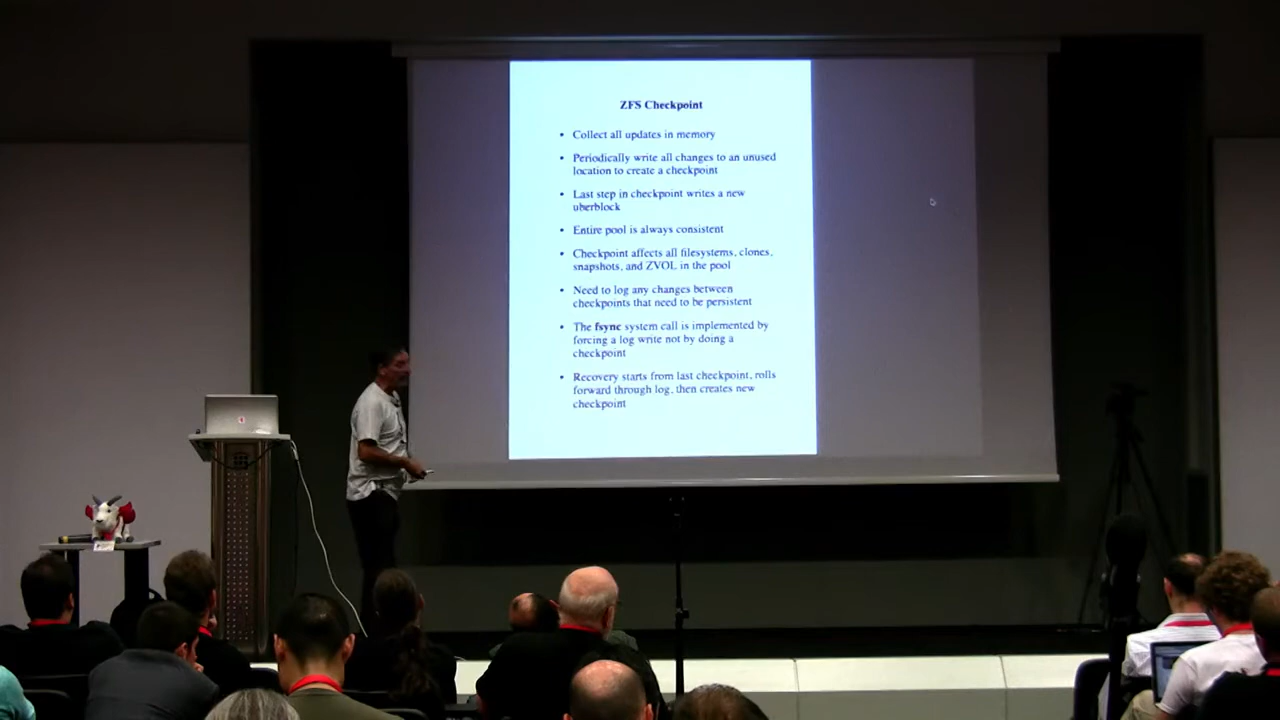 ZFS Checkpoint
• Collect all updates in memory
• Periodically write all changes to an unused
location to create a checkpoint
• Last step in checkpoint writes a new
uberblock
• Entire pool is always consistent
• Checkpoint affects all filesystems, clones,
snapshots, and ZVOL in the pool
• Need to log any changes between
checkpoints that need to be persistent
• The fsync system call is implemented by
forcing a log write not by doing a
checkpoint
• Recovery starts from last checkpoint, rolls
forward through log, then creates new
checkpoint